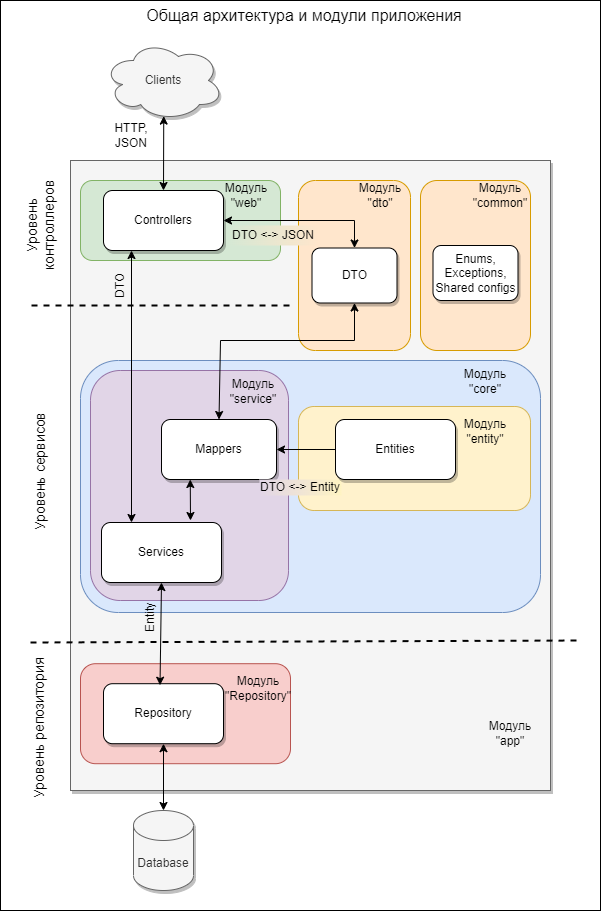 Общая архитектура и модули приложения
Clients
HTTP,
JSON
Уровень
контроллеров
Модуль
"web"
Controllers
Модуль
"dto"
Модуль
"common"
DTO <-> JSON
DTO
Enums,
Exceptions,
Shared configs
DTO
Уровень сервисов
Модуль
"service"
Модуль
"core"
Mappers
Модуль
"entity"
Entities
DTO <-> Entity
Services
Entity
Уровень репозитория
Модуль
"Repository"
Repository
Модуль
"app"
Database